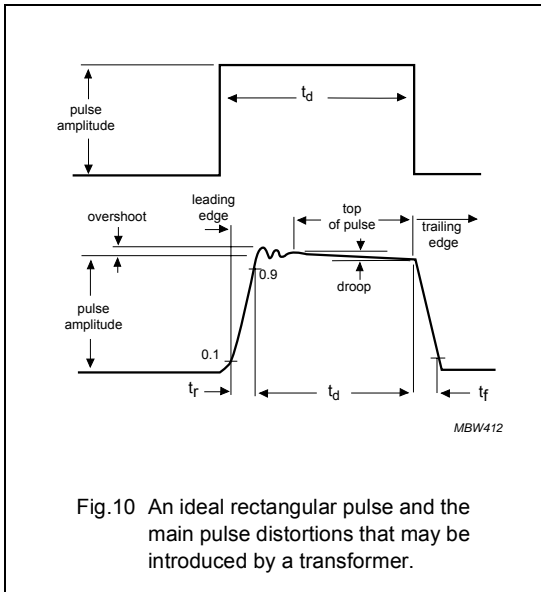 t_d
pulse
amplitude
leading
edge
overshoot
top
of pulse
trailing
edge
droop
0.9
pulse
amplitude
0.1
t_r
t_d
t_f
MBW412
Fig.10 An ideal rectangular pulse and the
main pulse distortions that may be
introduced by a transformer.